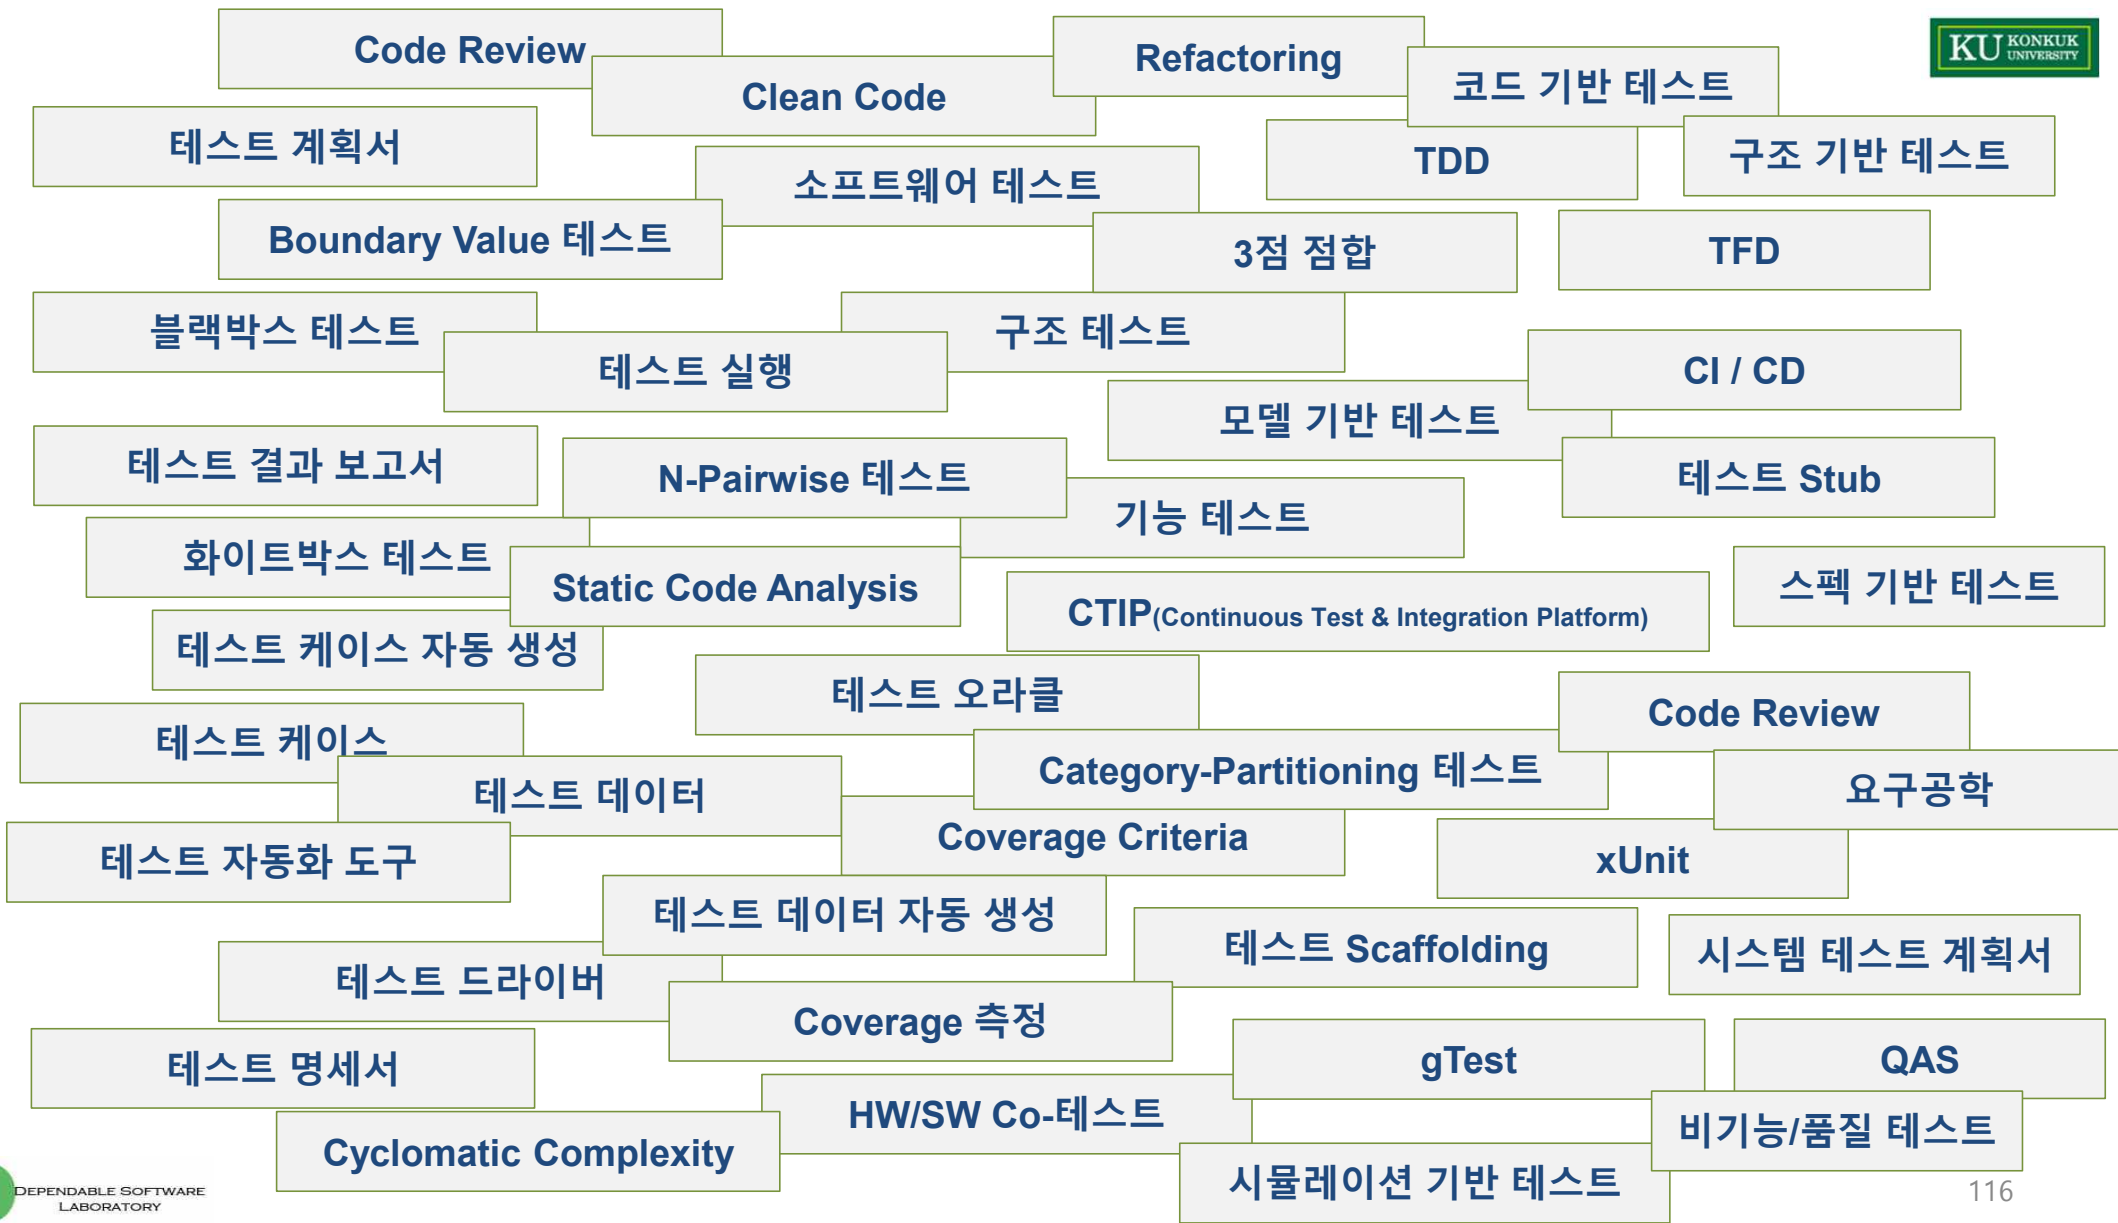 Code Review
Refactoring
KU KONKUK
UNIVERSITY
Clean Code
코드 기반 테스트
테스트 계획서
TDD
구조 기반 테스트
소프트웨어 테스트
Boundary Value 테스트
3점 점합
TFD
블랙박스 테스트
구조 테스트
테스트 실행
CI / CD
모델 기반 테스트
테스트 결과 보고서
N-Pairwise 테스트
테스트 Stub
기능 테스트
화이트박스 테스트
Static Code Analysis
스펙 기반 테스트
CTIP(Continuous Test & Integration Platform)
테스트 케이스 자동 생성
테스트 오라클
Code Review
테스트 케이스
Category-Partitioning 테스트
테스트 데이터
요구공학
Coverage Criteria
테스트 자동화 도구
xUnit
테스트 데이터 자동 생성
테스트 Scaffolding
시스템 테스트 계획서
테스트 드라이버
Coverage 측정
테스트 명세서
gTest
QAS
HW/SW Co-테스트
비기능/품질 테스트
Cyclomatic Complexity
시뮬레이션 기반 테스트
DEPENDABLE SOFTWARE
LABORATORY
116